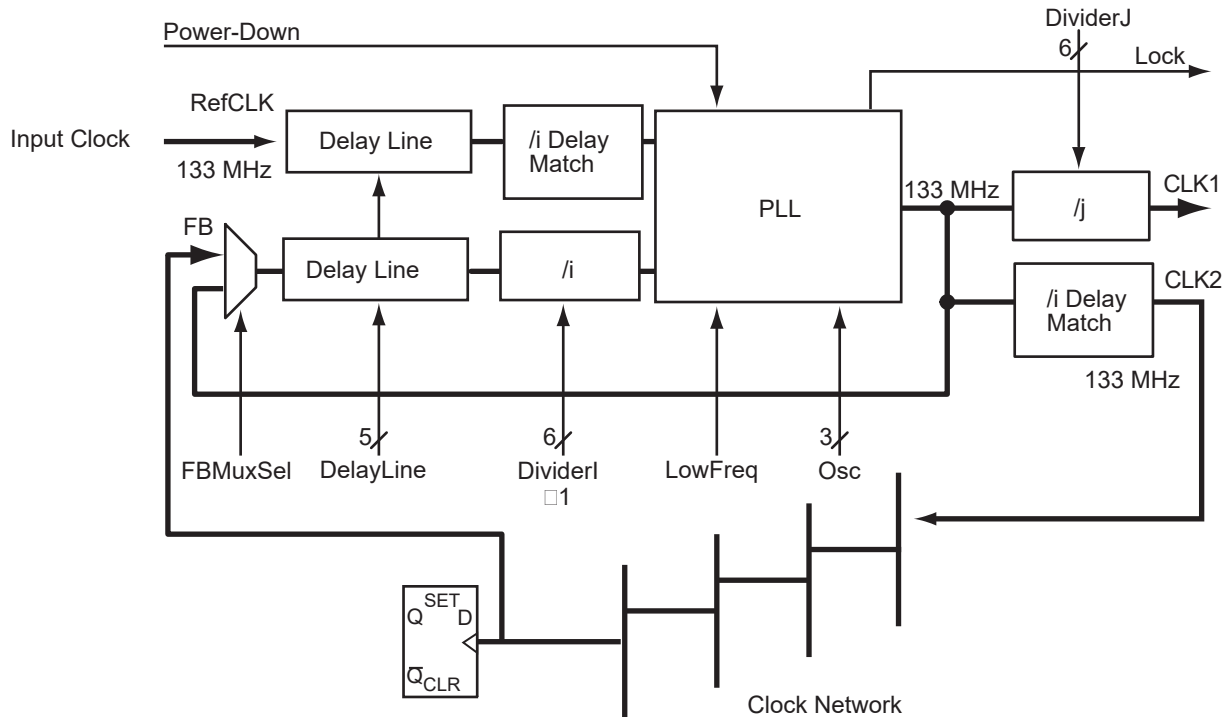 DividerJ
Power-Down
6
Lock
RefCLK
Input Clock
Delay Line
/i Delay
Match
133 MHz
PLL
133 MHz
/j
CLK1
FB
Delay Line
/i
/i Delay
Match
CLK2
133 MHz
5
6
3
FBMuxSel
DelayLine
DividerI
□1
LowFreq
Osc
SET
Q
D
Q
CLR
Clock Network